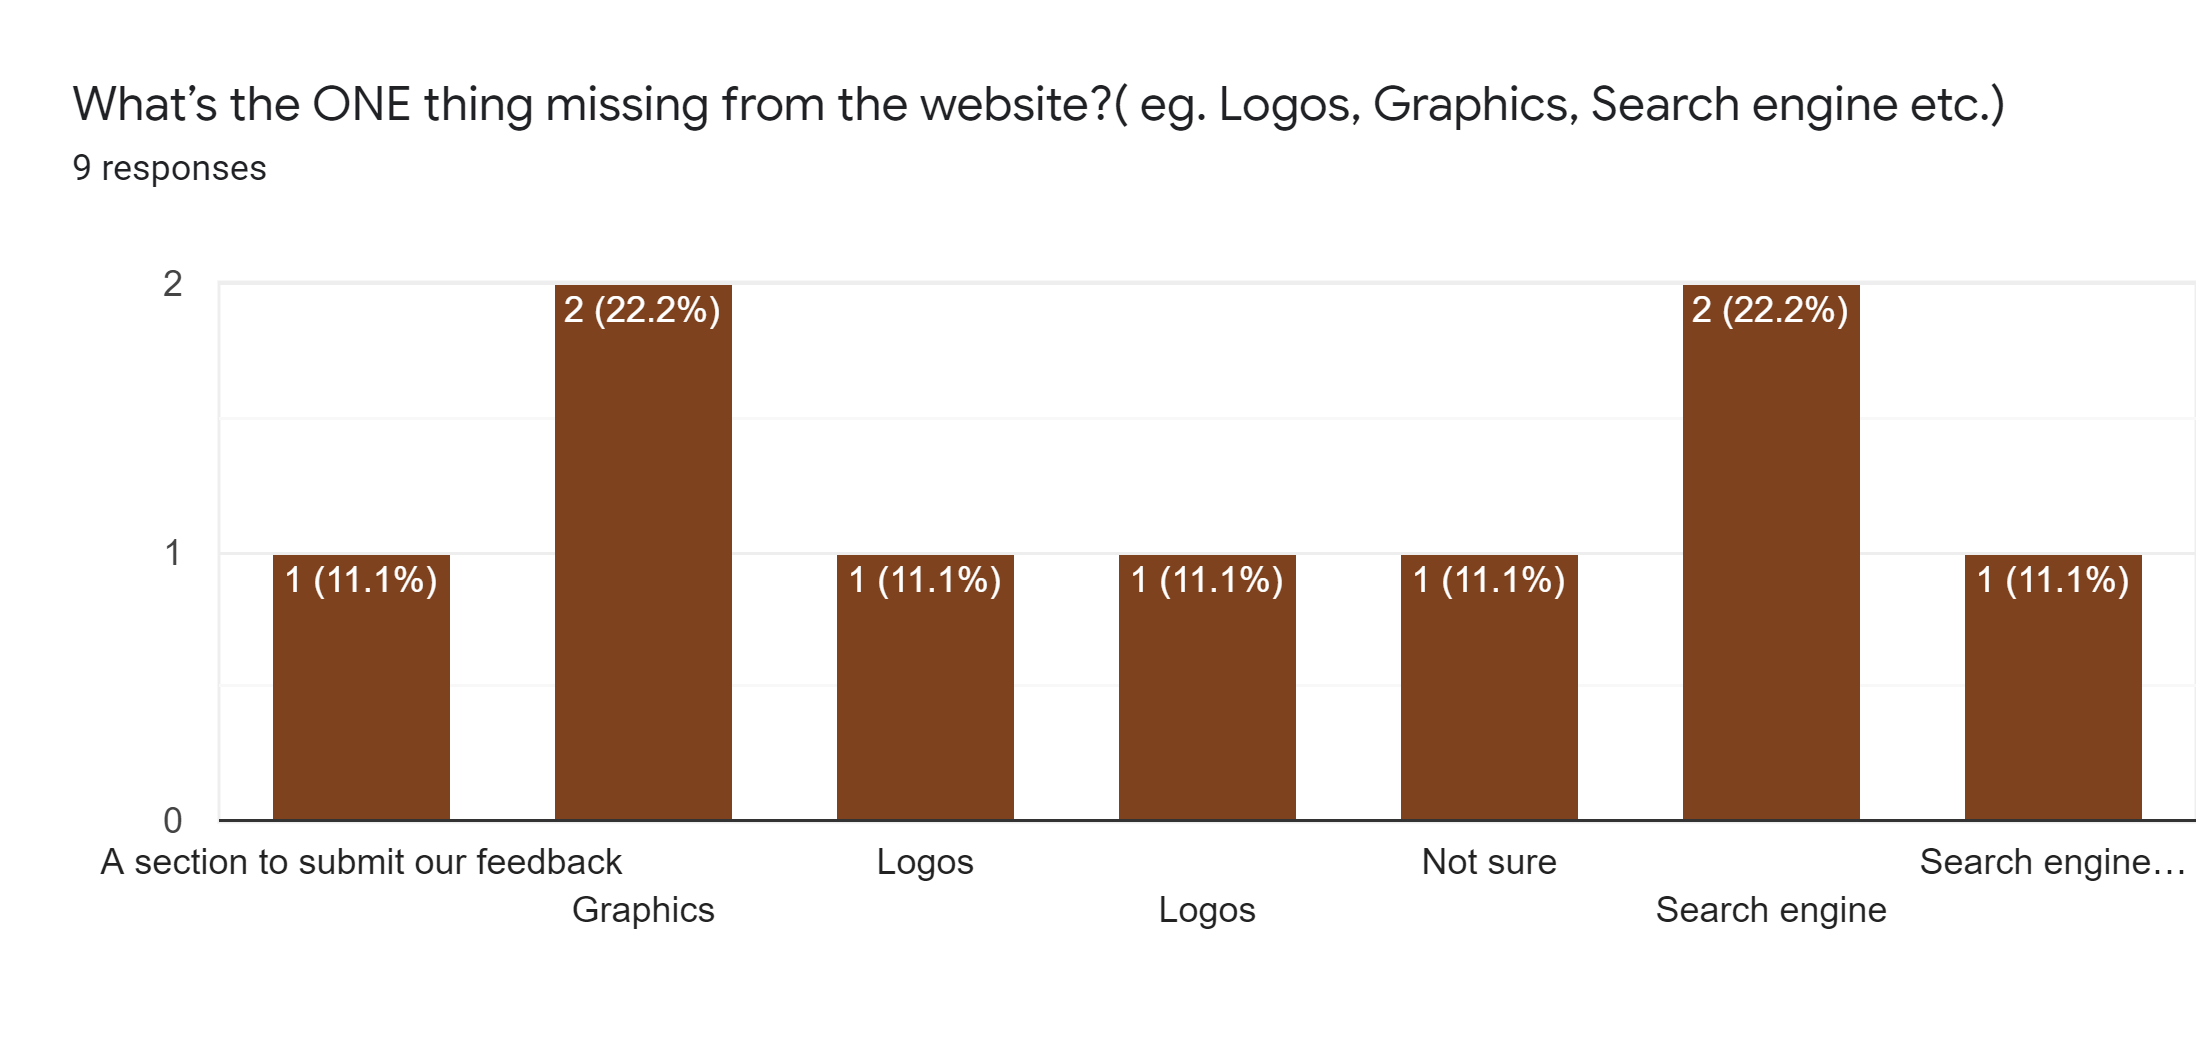 What’s the ONE thing missing from the website?( eg. Logos, Graphics, Search engine etc.)
9 responses
2
1
0
1 (11.1%)
2 (22.2%)
1 (11.1%)
1 (11.1%)
1 (11.1%)
2 (22.2%)
1 (11.1%)
A section to submit our feedback
Graphics
Logos
Logos
Not sure
Search engine
Search engine…